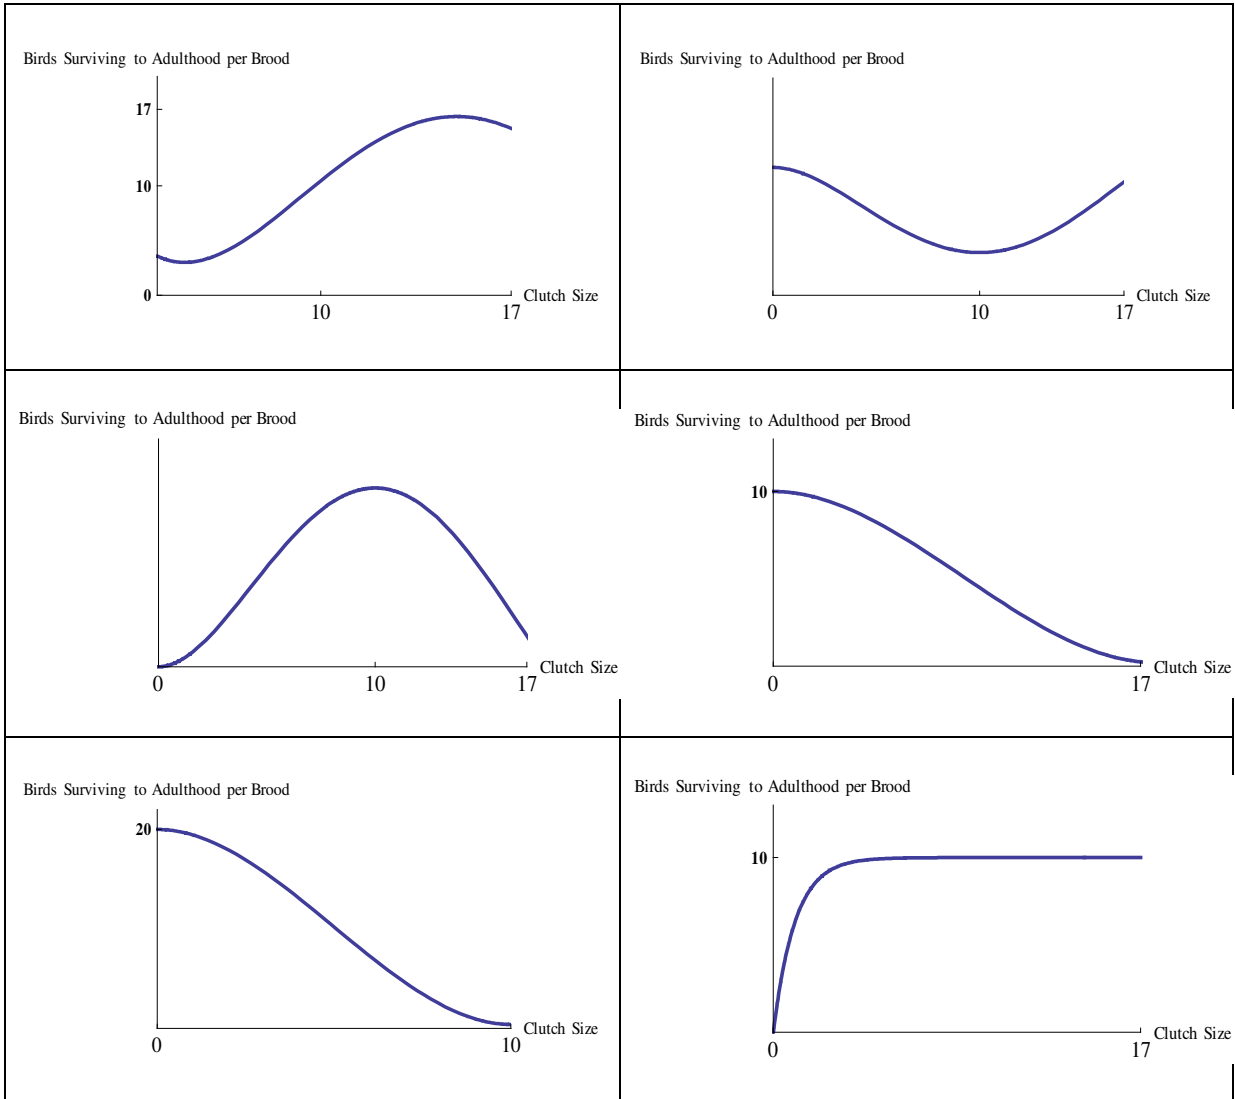 Birds Surviving to Adulthood per Brood
17
10
0
Clutch Size
10 17
Birds Surviving to Adulthood per Brood
Clutch Size
0 10 17
Birds Surviving to Adulthood per Brood
Clutch Size
0 10 17
Birds Surviving to Adulthood per Brood
10
Clutch Size
0 17
Birds Surviving to Adulthood per Brood
20
Clutch Size
0 10
Birds Surviving to Adulthood per Brood
10
Clutch Size
0 17